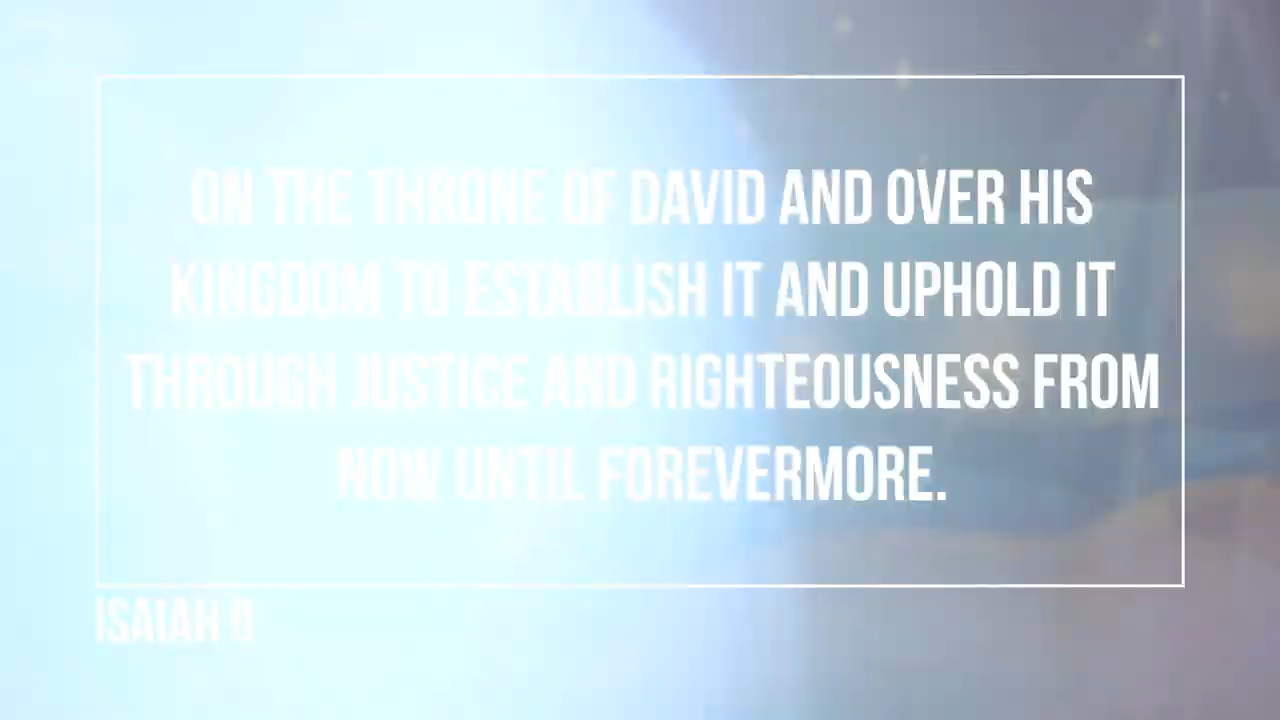 ON THE THRONE OF DAVID AND OVER HIS
KINGDOM TO ESTABLISH IT AND UPHOLD IT
THROUGH JUSTICE AND RIGHTEOUSNESS FROM
NOW UNTIL FOREVERMORE.
ISAIAH 9